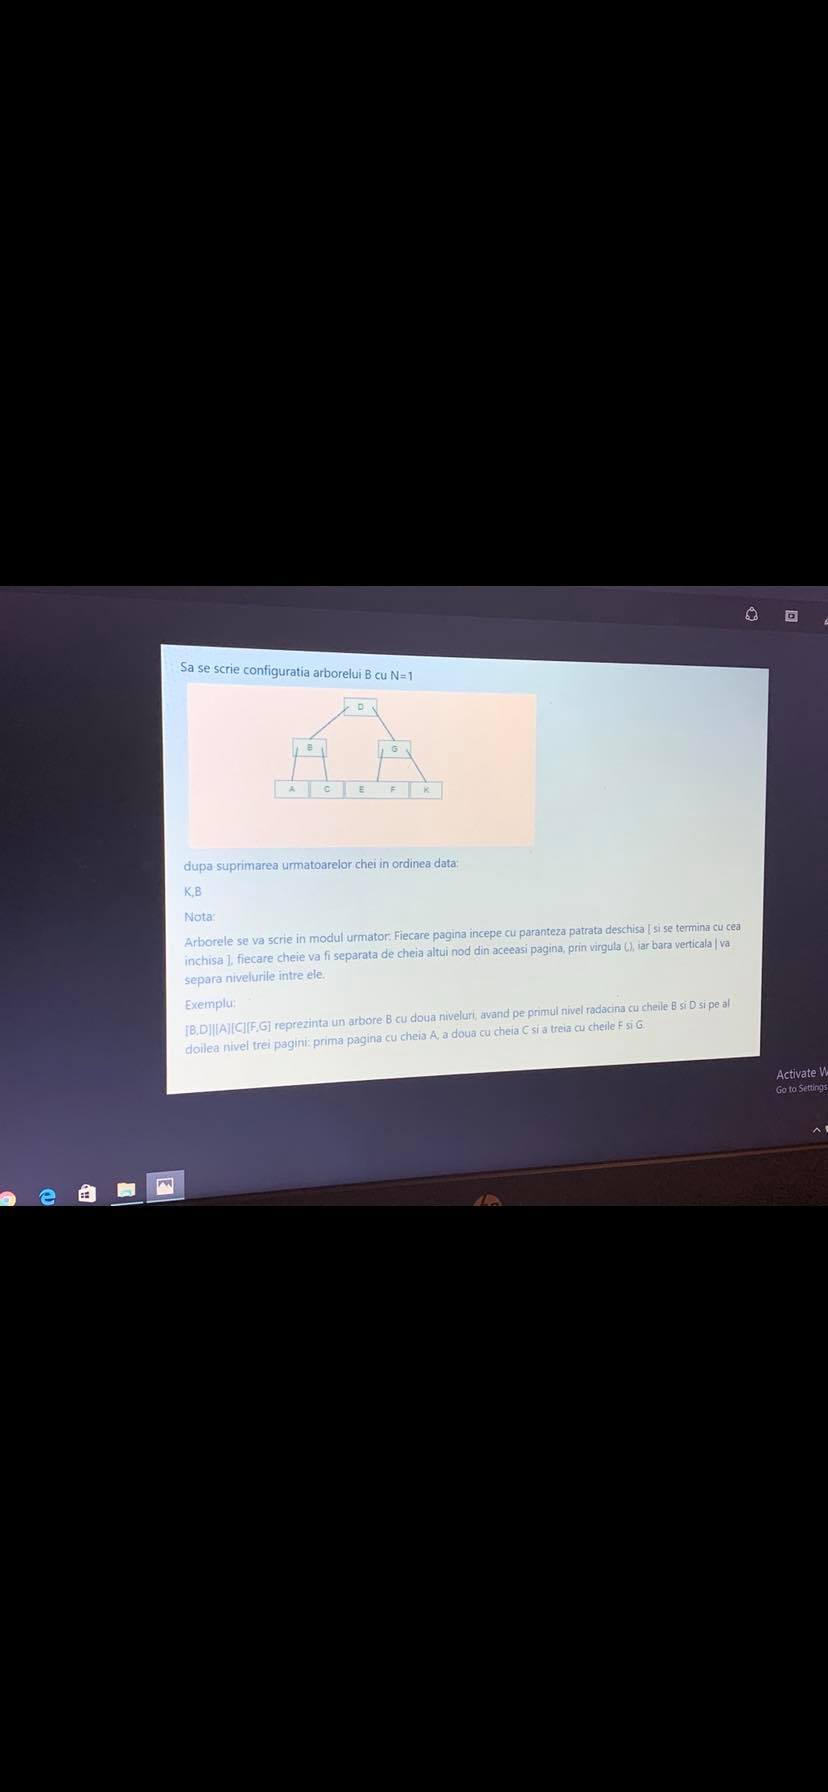 Sa se scrie configuratia arborelui B cu N=1
D
B G
A C E F K
dupa suprimarea urmatoarelor chei in ordinea data:
K,B
Nota:
Arborele se va scrie in modul urmator: Fiecare pagina incepe cu paranteza patrata deschisa [ si se termina cu cea
inchisa ], fiecare cheie va fi separata de cheia altui nod din aceeasi pagina, prin virgula (,), iar bara verticala | va
separa nivelurile intre ele.
Exemplu:
[B,D]|[A][C][F,G] reprezinta un arbore B cu doua niveluri, avand pe primul nivel radacina cu cheile B si D si pe al
doilea nivel trei pagini: prima pagina cu cheia A, a doua cu cheia C si a treia cu cheile F si G.
Activate W
Go to Settings